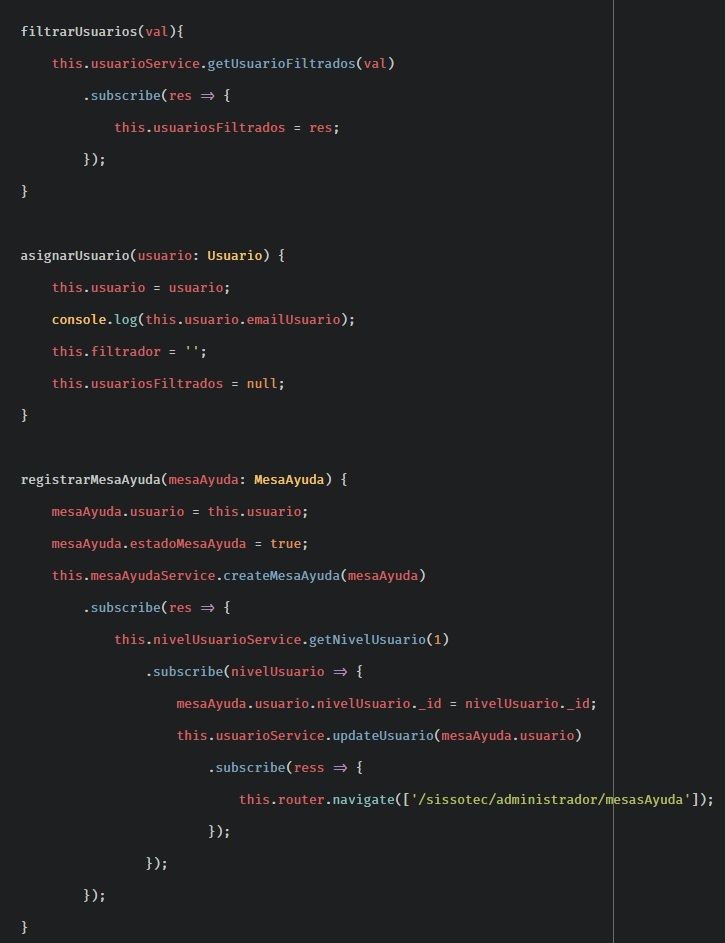 filtrarUsuarios(val){
this.usuarioService.getUsuarioFiltrados(val)
.subscribe(res => {
this.usuariosFiltrados = res;
});
}
asignarUsuario(usuario: Usuario) {
this.usuario = usuario;
console.log(this.usuario.emailUsuario);
this.filtrador = '';
this.usuariosFiltrados = null;
}
registrarMesaAyuda(mesaAyuda: MesaAyuda) {
mesaAyuda.usuario = this.usuario;
mesaAyuda.estadoMesaAyuda = true;
this.mesaAyudaService.createMesaAyuda(mesaAyuda)
.subscribe(res => {
this.nivelUsuarioService.getNivelUsuario(1)
.subscribe(nivelUsuario => {
mesaAyuda.usuario.nivelUsuario._id = nivelUsuario._id;
this.usuarioService.updateUsuario(mesaAyuda.usuario)
.subscribe(ress => {
this.router.navigate(['/sissotec/administrador/mesasAyuda']);
});
});
});
}